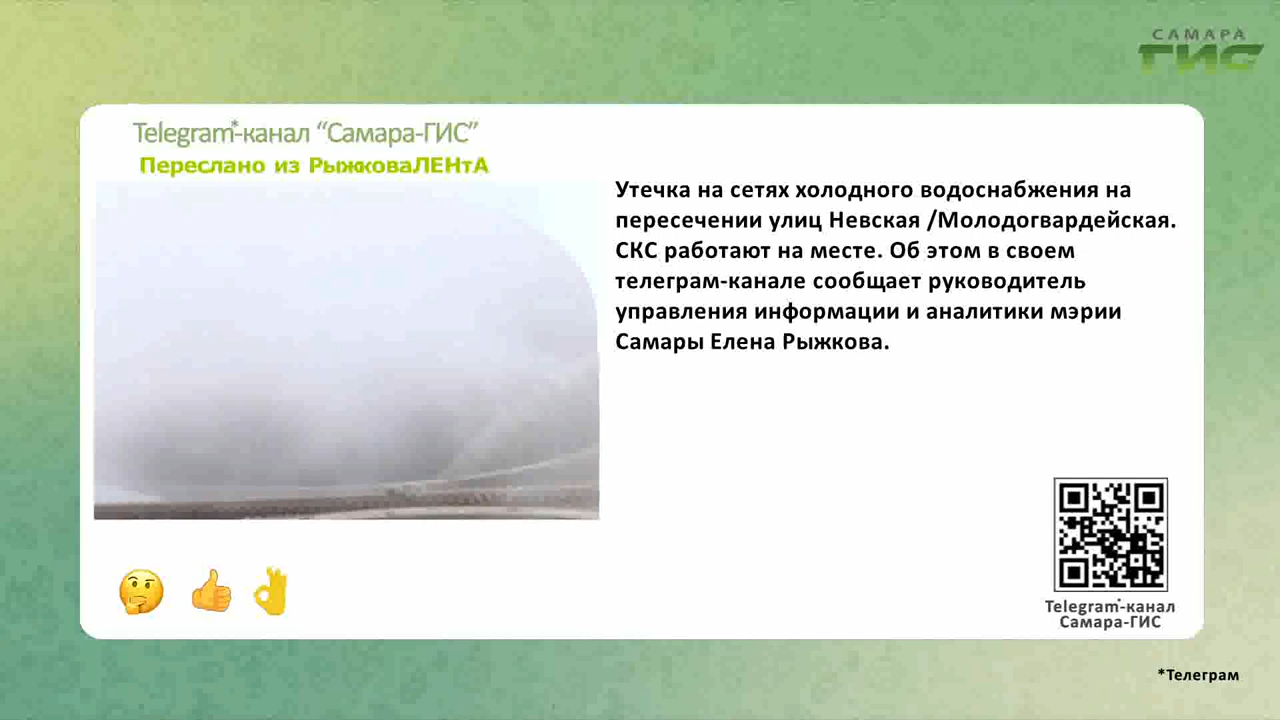 САМАРА
ГИС
Telegram*-канал “Самара-ГИС”
Переслано из РыжковаЛЕНтА
Утечка на сетях холодного водоснабжения на
пересечении улиц Невская /Молодогвардейская.
СКС работают на месте. Об этом в своем
телеграм-канале сообщает руководитель
управления информации и аналитики мэрии
Самары Елена Рыжкова.
Telegram*-канал
Самара-ГИС
*Телеграм